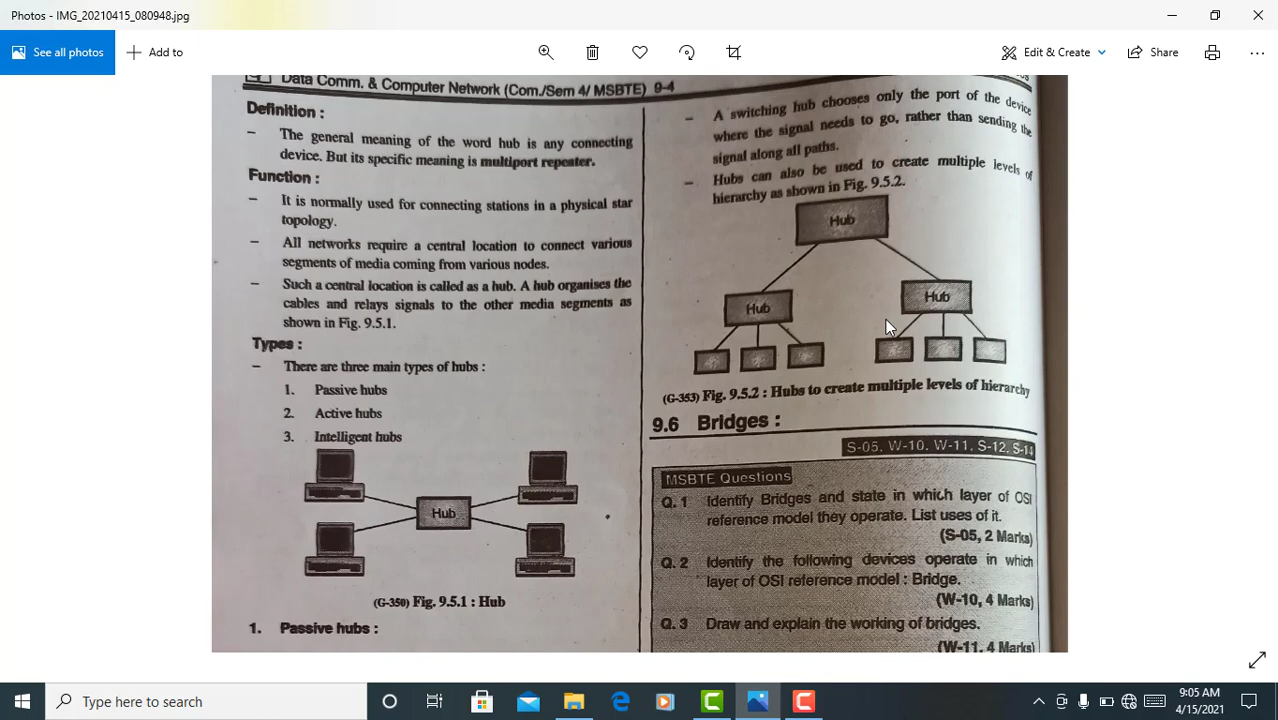 Photos - IMG_20210415_080948.jpg
See all photos
Add to
Edit & Create
Share
Data Comm. & Computer Network (Com./Sem 4/ MSBTE) 9-4
Definition :
– The general meaning of the word hub is any connecting
device. But its specific meaning is multiport repeater.
Function :
– It is normally used for connecting stations in a physical star
topology.
– All networks require a central location to connect various
segments of media coming from various nodes.
– Such a central location is called as a hub. A hub organises the
cables and relays signals to the other media segments as
shown in Fig. 9.5.1.
Types :
– There are three main types of hubs :
1. Passive hubs
2. Active hubs
3. Intelligent hubs
Hub
(G-350) Fig. 9.5.1 : Hub
1. Passive hubs :
– A switching hub chooses only the port of the device
where the signal needs to go, rather than sending the
signal along all paths.
– Hubs can also be used to create multiple levels of
hierarchy as shown in Fig. 9.5.2.
Hub
Hub
Hub
(G-353) Fig. 9.5.2 : Hubs to create multiple levels of hierarchy
9.6 Bridges :
S-05, W-10, W-11, S-12, S-14
MSBTE Questions
Q. 1 Identify Bridges and state in which layer of OSI
reference model they operate. List uses of it.
(S-05, 2 Marks)
Q. 2 Identify the following devices operate in which
layer of OSI reference model : Bridge.
(W-10, 4 Marks)
Q. 3 Draw and explain the working of bridges.
(W-11, 4 Marks)
Type here to search
9:05 AM
4/15/2021